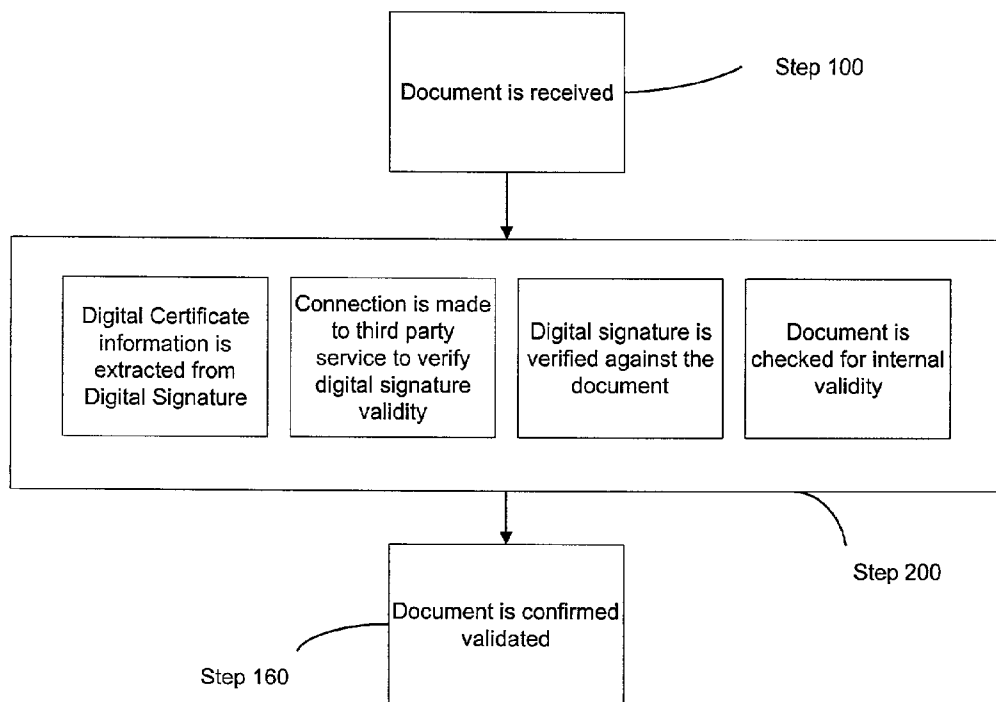 Document is received
Step 100
Digital Certificate
information is
extracted from
Digital Signature
Connection is made
to third party
service to verify
digital signature
validity
Digital signature is
verified against the
document
Document is
checked for internal
validity
Step 200
Document is confirmed
validated
Step 160